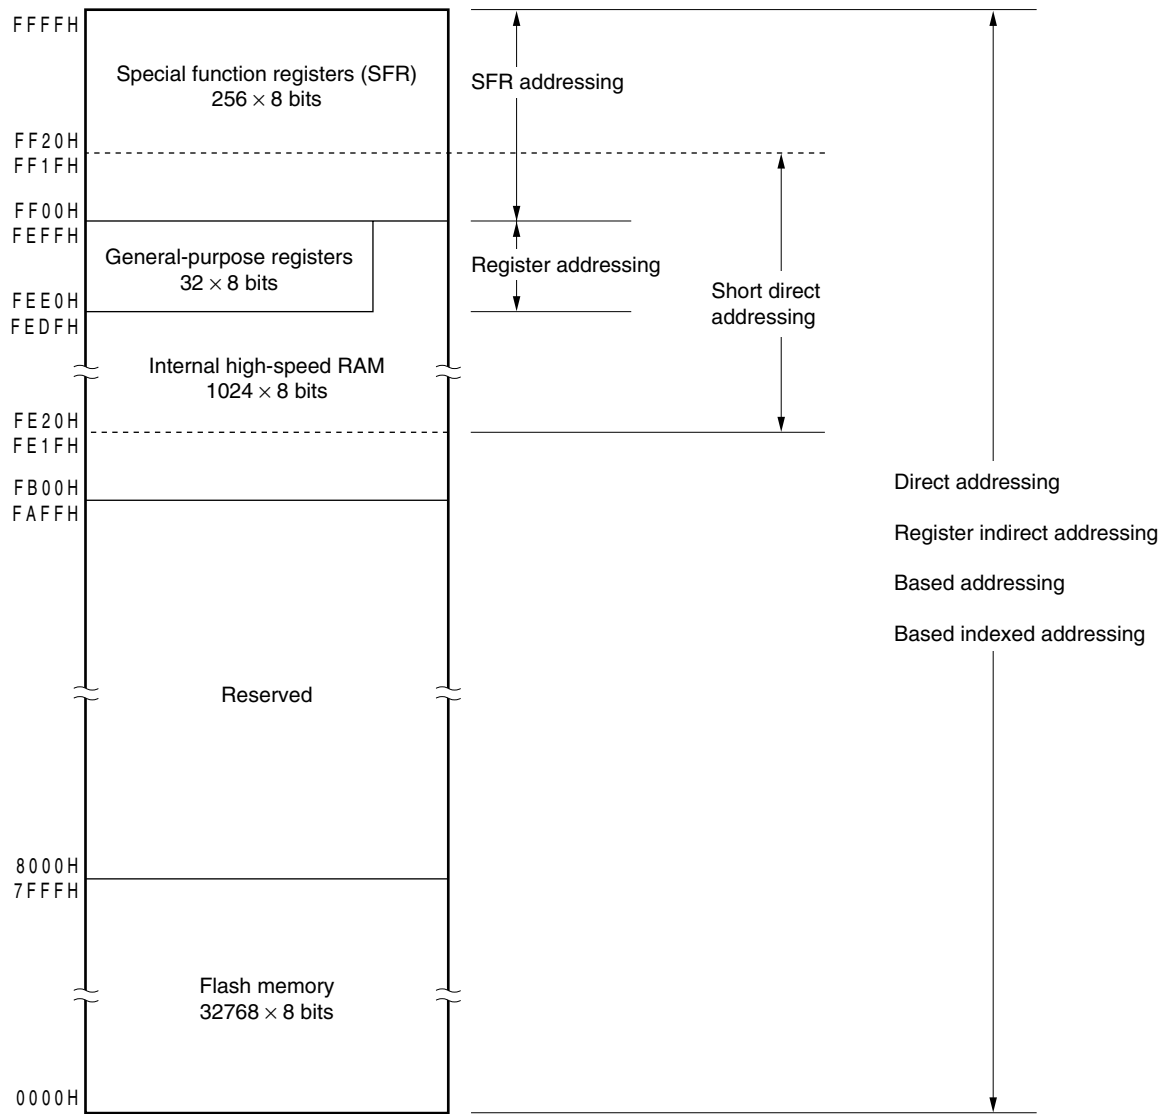 FFFFH
Special function registers (SFR)
256 × 8 bits
SFR addressing
FF20H
FF1FH
FF00H
FEFFH
General-purpose registers
32 × 8 bits
Register addressing
Short direct
addressing
FEE0H
FEDFH
Internal high-speed RAM
1024 × 8 bits
FE20H
FE1FH
FB00H
FAFFH
Direct addressing
Register indirect addressing
Based addressing
Based indexed addressing
Reserved
8000H
7FFFH
Flash memory
32768 × 8 bits
0000H